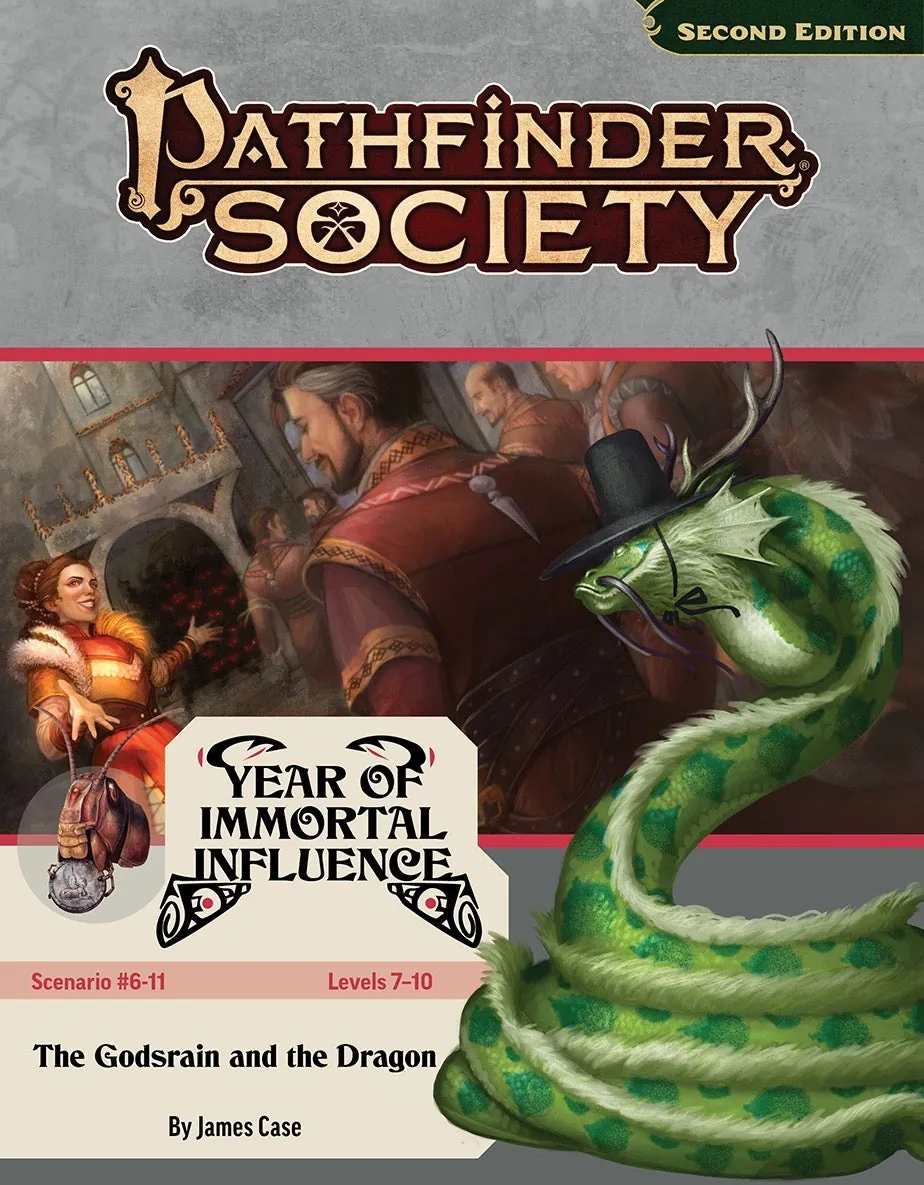 SECOND EDITION
PATHFINDER®
SOCIETY
YEAR OF
IMMORTAL
INFLUENCE
Scenario #6-11 Levels 7–10
The Godsrain and the Dragon
By James Case